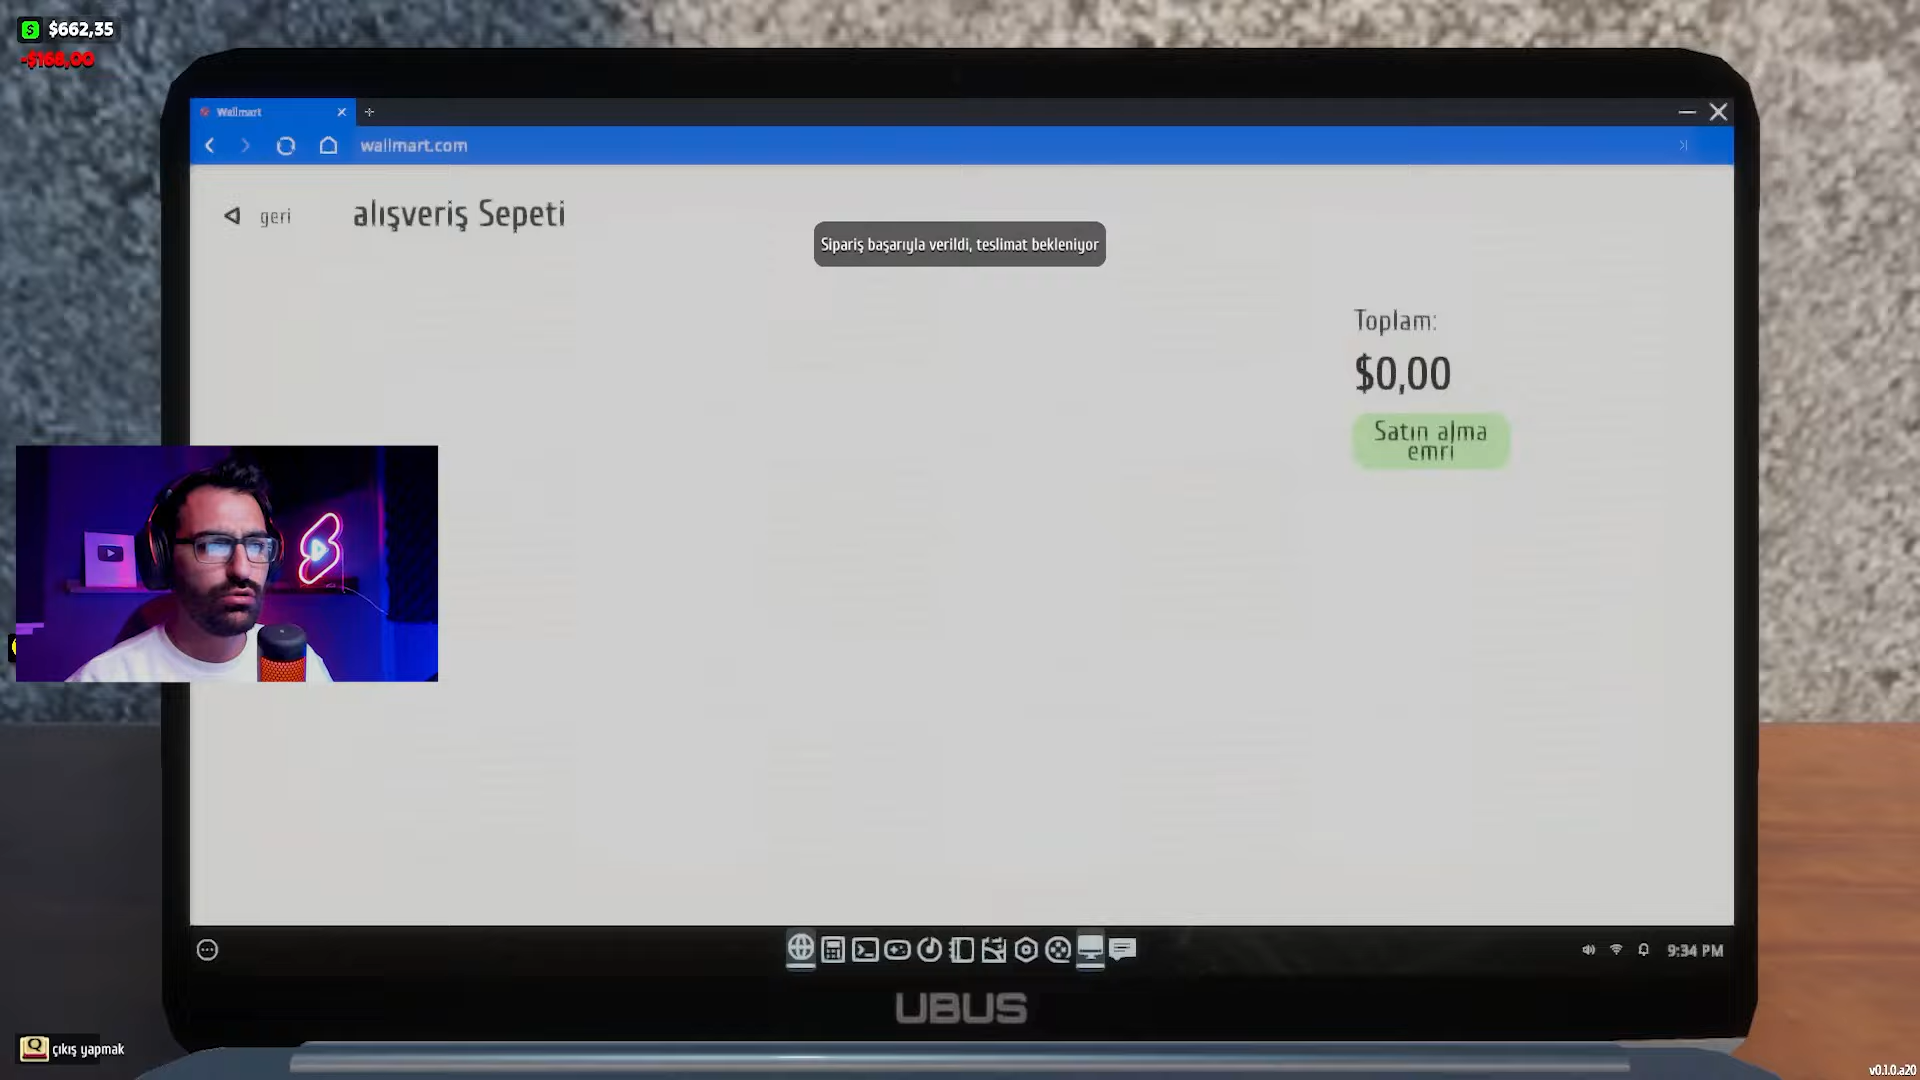 $662,35
-$168,00
Wallmart
wallmart.com
geri
alışveriş Sepeti
Sipariş başarıyla verildi, teslimat bekleniyor
Toplam:
$0,00
Satın alma
emri
9:34 PM
UBUS
Q çıkış yapmak
v0.1.0.a20